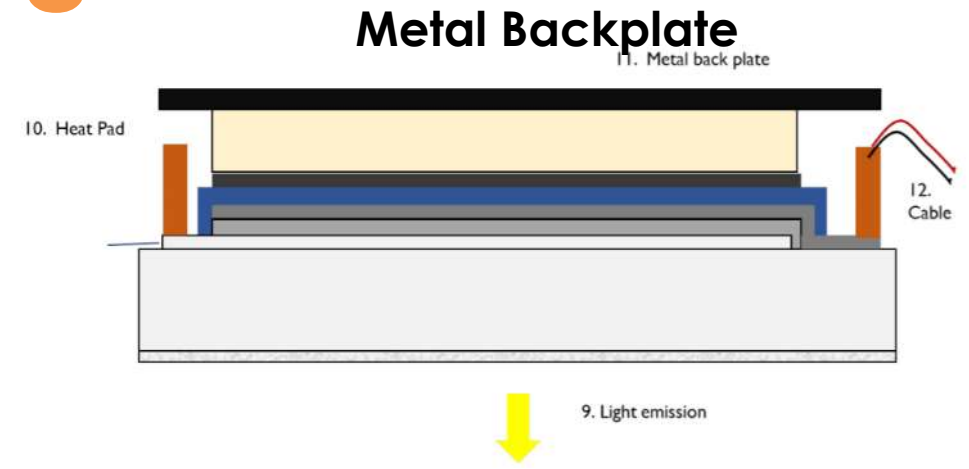 Metal Backplate
11. Metal back plate
10. Heat Pad
12.
Cable
9. Light emission